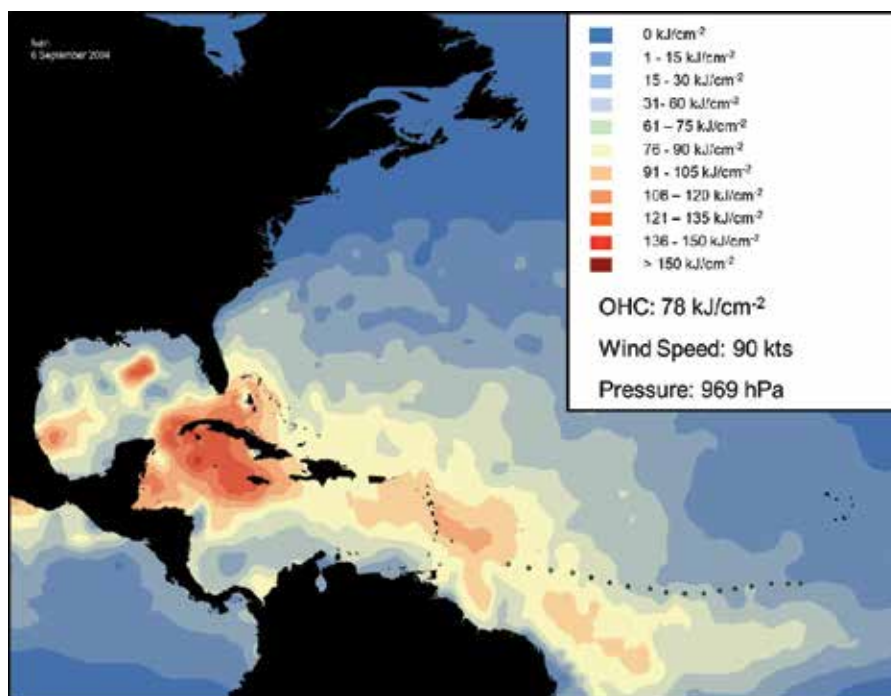 Ivan
6 September 2004
0 kJ/cm-2
1 - 15 kJ/cm-2
15 - 30 kJ/cm-2
31- 60 kJ/cm-2
61 – 75 kJ/cm-2
76 - 90 kJ/cm-2
91 - 105 kJ/cm-2
106 – 120 kJ/cm-2
121 – 135 kJ/cm-2
136 - 150 kJ/cm-2
> 150 kJ/cm-2
OHC: 78 kJ/cm-2
Wind Speed: 90 kts
Pressure: 969 hPa